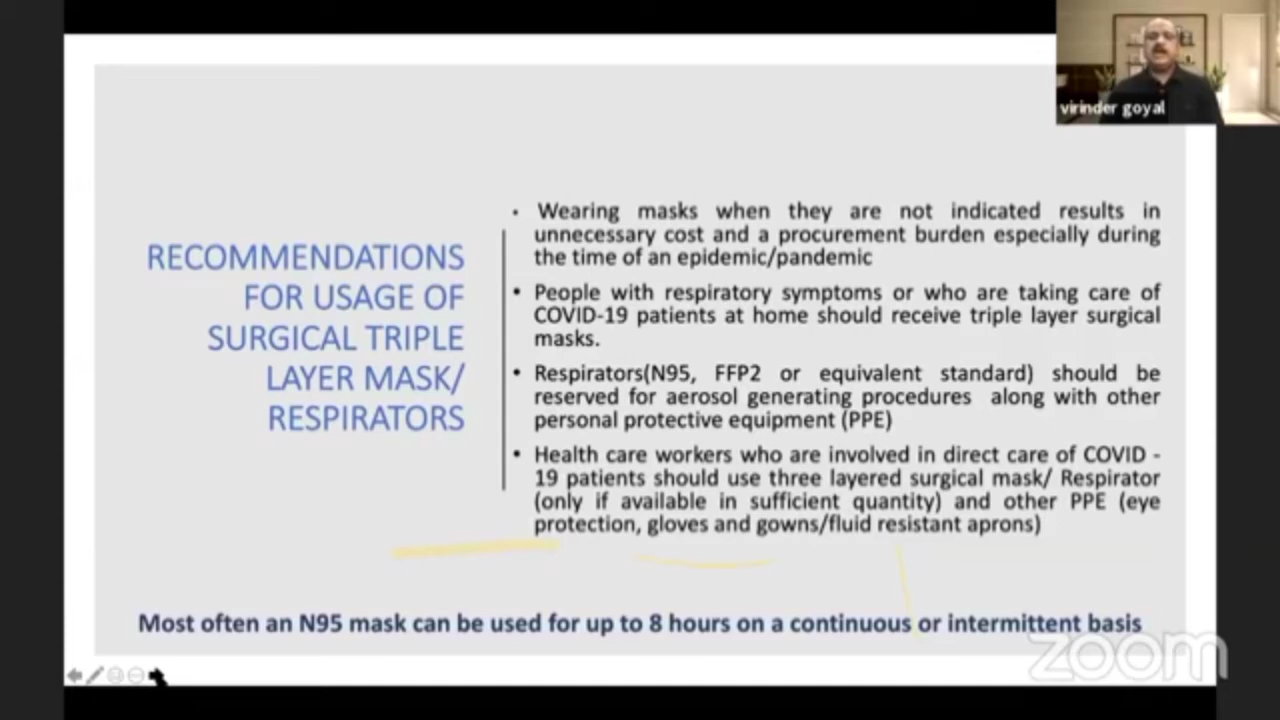 virinder goyal
RECOMMENDATIONS
FOR USAGE OF
SURGICAL TRIPLE
LAYER MASK/
RESPIRATORS
• Wearing masks when they are not indicated results in
unnecessary cost and a procurement burden especially during
the time of an epidemic/pandemic
• People with respiratory symptoms or who are taking care of
COVID-19 patients at home should receive triple layer surgical
masks.
• Respirators(N95, FFP2 or equivalent standard) should be
reserved for aerosol generating procedures along with other
personal protective equipment (PPE)
• Health care workers who are involved in direct care of COVID -
19 patients should use three layered surgical mask/ Respirator
(only if available in sufficient quantity) and other PPE (eye
protection, gloves and gowns/fluid resistant aprons)
Most often an N95 mask can be used for up to 8 hours on a continuous or intermittent basis
zoom